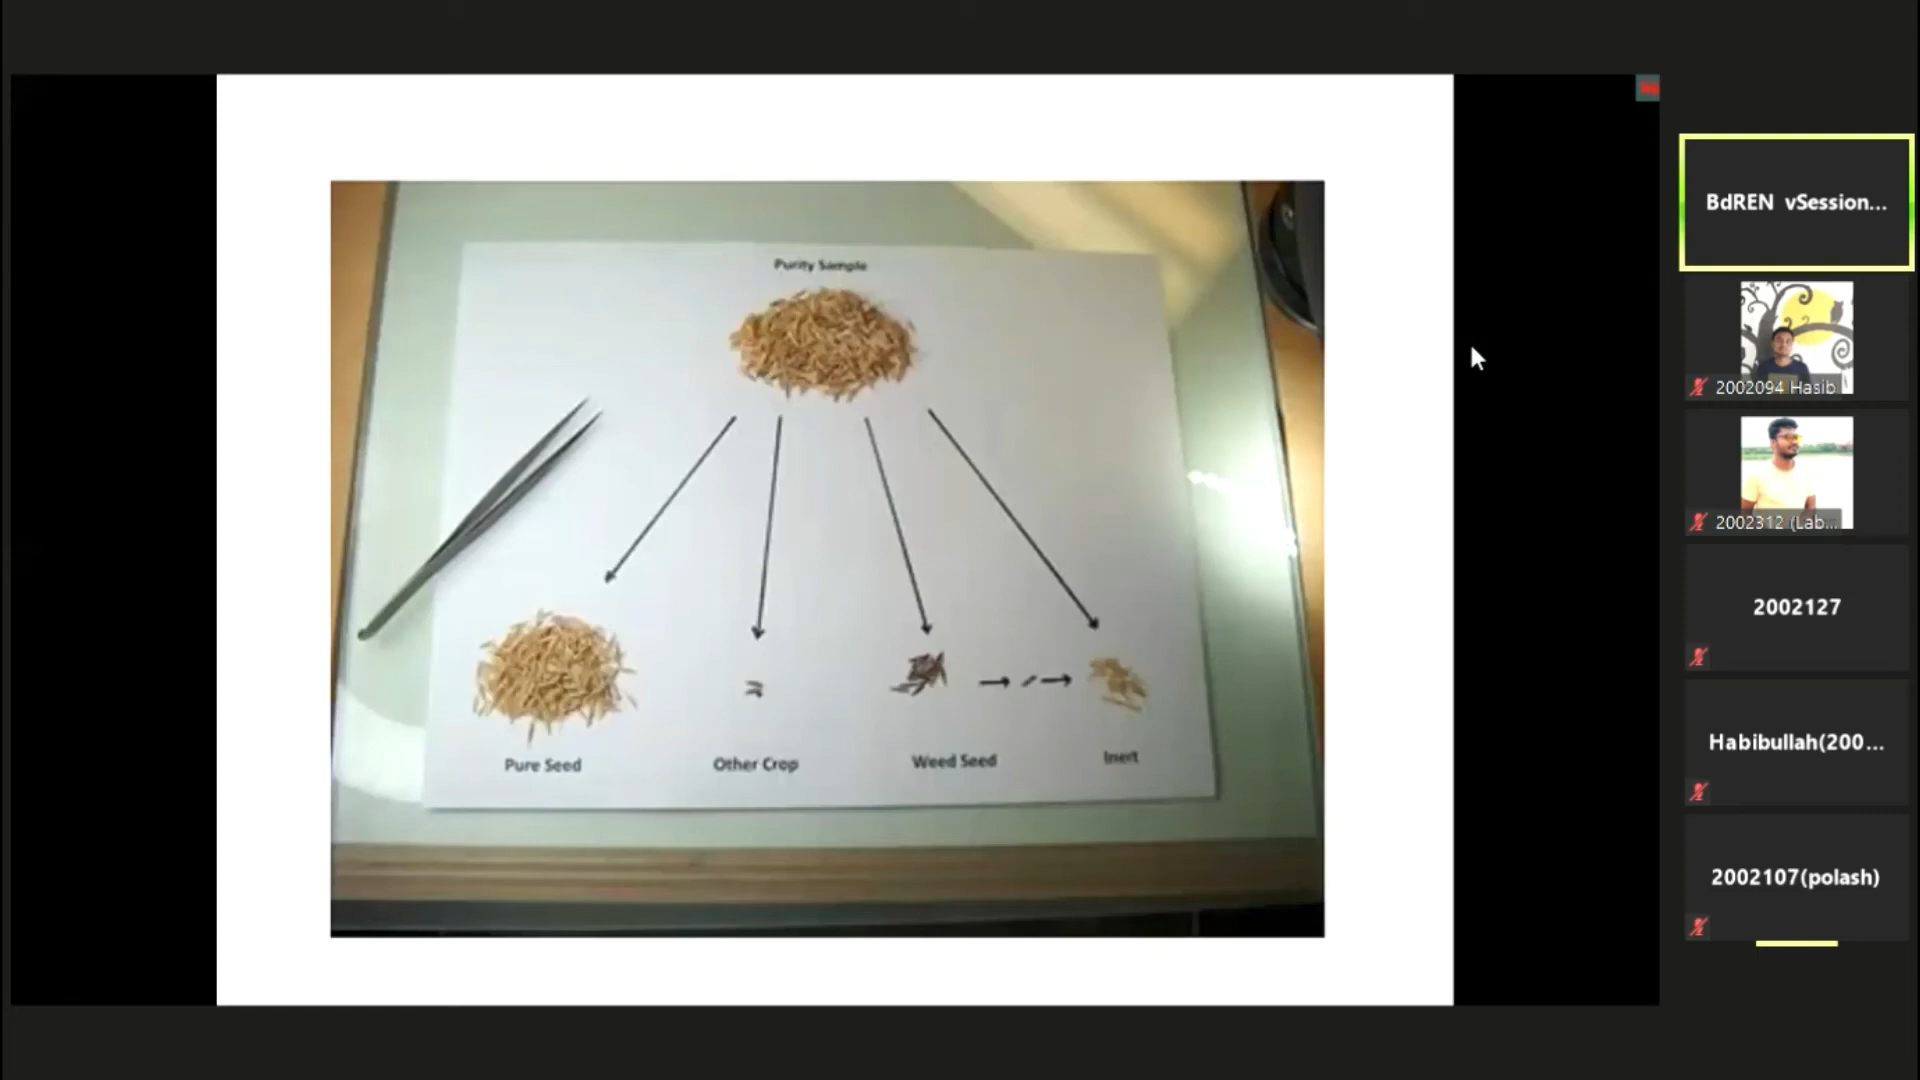 Purity Sample
Pure Seed
Other Crop
Weed Seed
Inert
BdREN vSession...
2002094 Hasib
2002312 (Lab...
2002127
Habibullah(200...
2002107(polash)